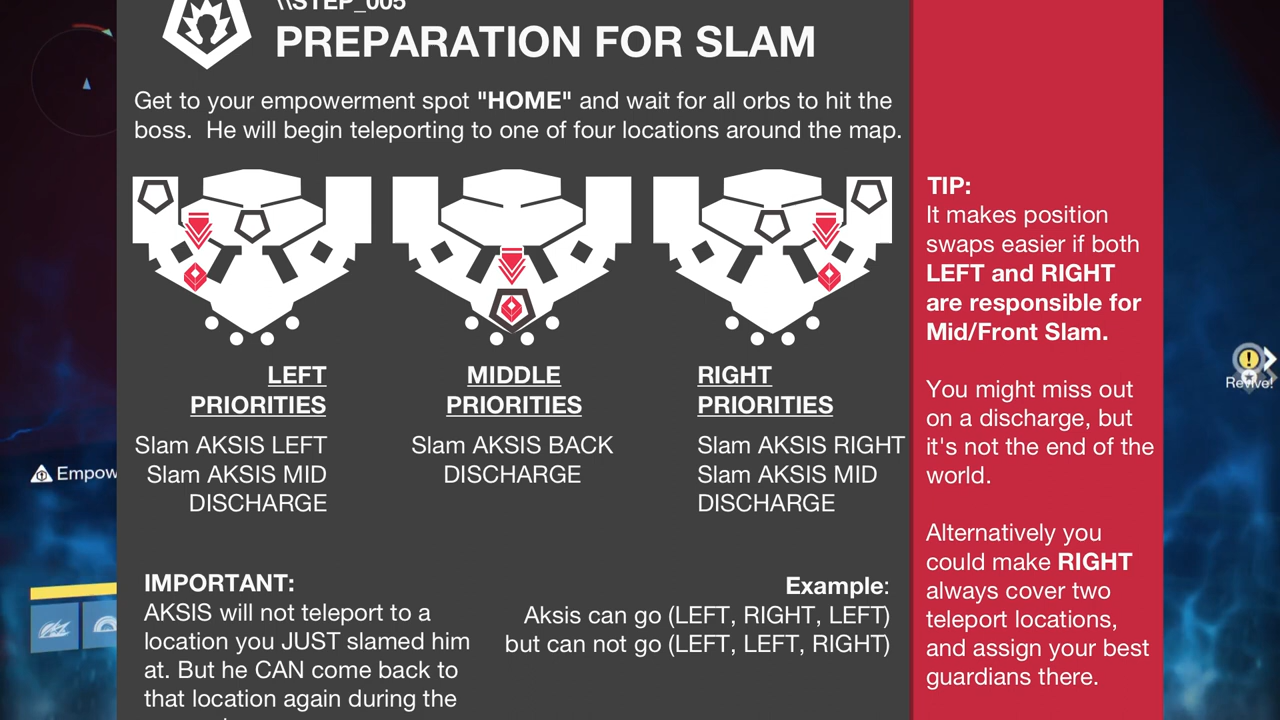 \\STEP_005
PREPARATION FOR SLAM
Get to your empowerment spot "HOME" and wait for all orbs to hit the
boss.  He will begin teleporting to one of four locations around the map.
LEFT
PRIORITIES
Slam AKSIS LEFT
Slam AKSIS MID
DISCHARGE
MIDDLE
PRIORITIES
Slam AKSIS BACK
DISCHARGE
RIGHT
PRIORITIES
Slam AKSIS RIGHT
Slam AKSIS MID
DISCHARGE
IMPORTANT:
AKSIS will not teleport to a
location you JUST slamed him
at. But he CAN come back to
that location again during the
Example:
Aksis can go (LEFT, RIGHT, LEFT)
but can not go (LEFT, LEFT, RIGHT)
TIP:
It makes position
swaps easier if both
LEFT and RIGHT
are responsible for
Mid/Front Slam.
You might miss out
on a discharge, but
it's not the end of the
world.
Alternatively you
could make RIGHT
always cover two
teleport locations,
and assign your best
guardians there.
Empow
Revive!